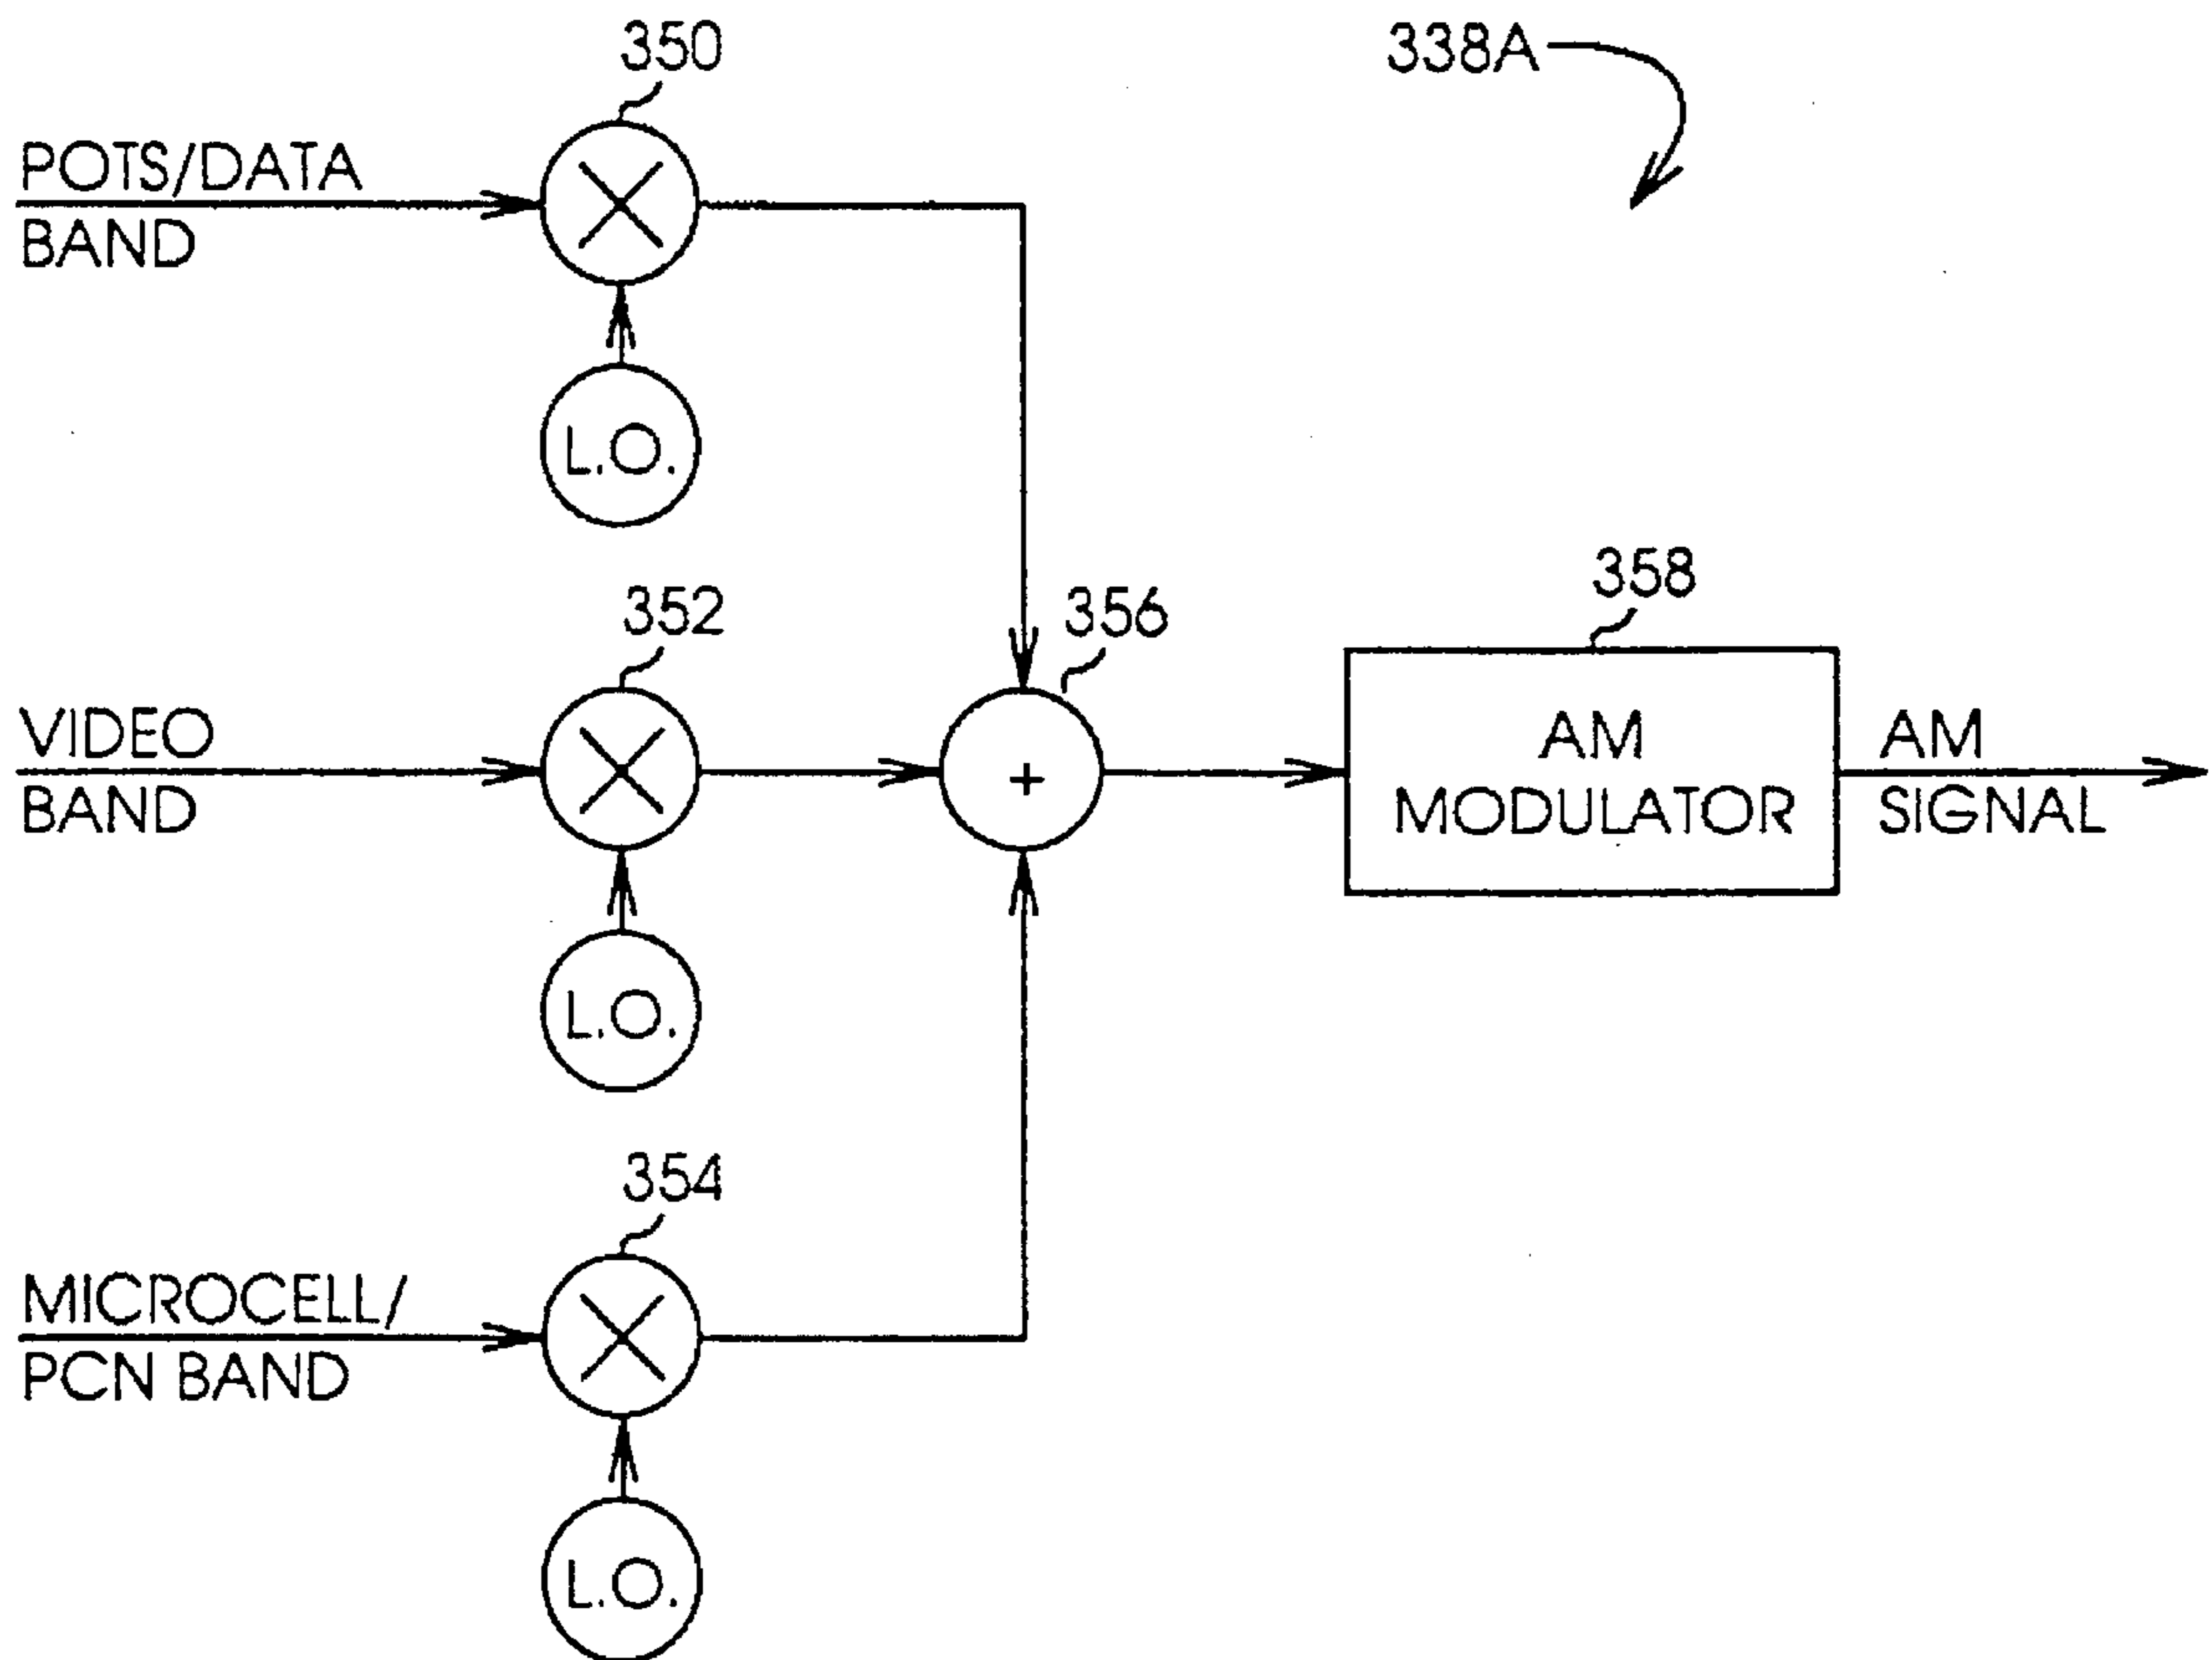 350
338A
POTS/DATA
BAND
L.O.
352
356
358
VIDEO
BAND
AM
MODULATOR
AM
SIGNAL
L.O.
354
MICROCELL/
PCN BAND
L.O.